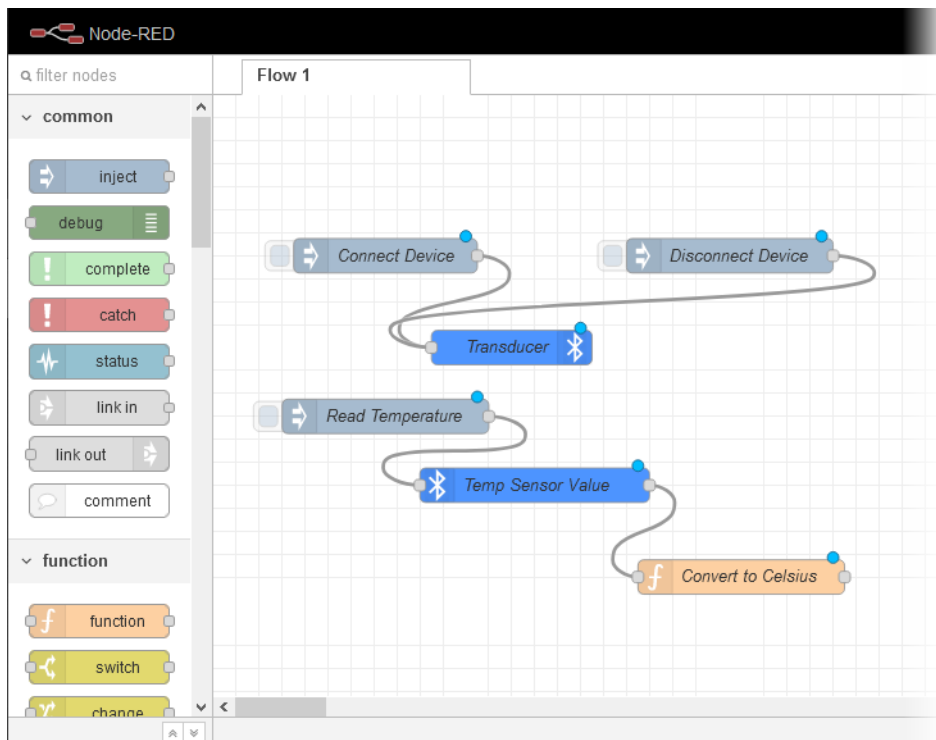 Node-RED
filter nodes
Flow 1
common
inject
debug
complete
catch
status
link in
link out
comment
function
function
switch
change
Connect Device
Disconnect Device
Transducer
Read Temperature
Temp Sensor Value
Convert to Celsius